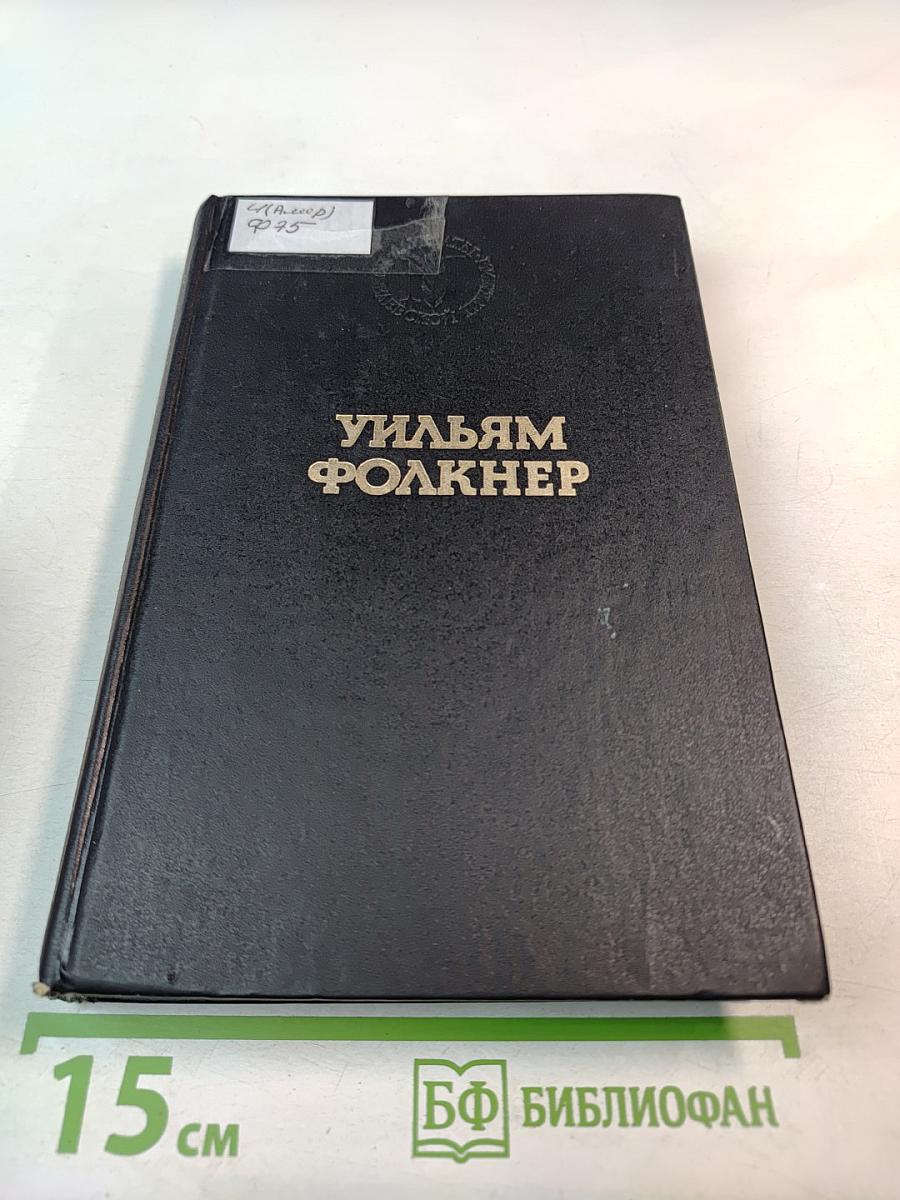 И(Амер)
Ф75
УИЛЬЯМ
ФОЛКНЕР
15 см
БФ БИБЛИОФАН